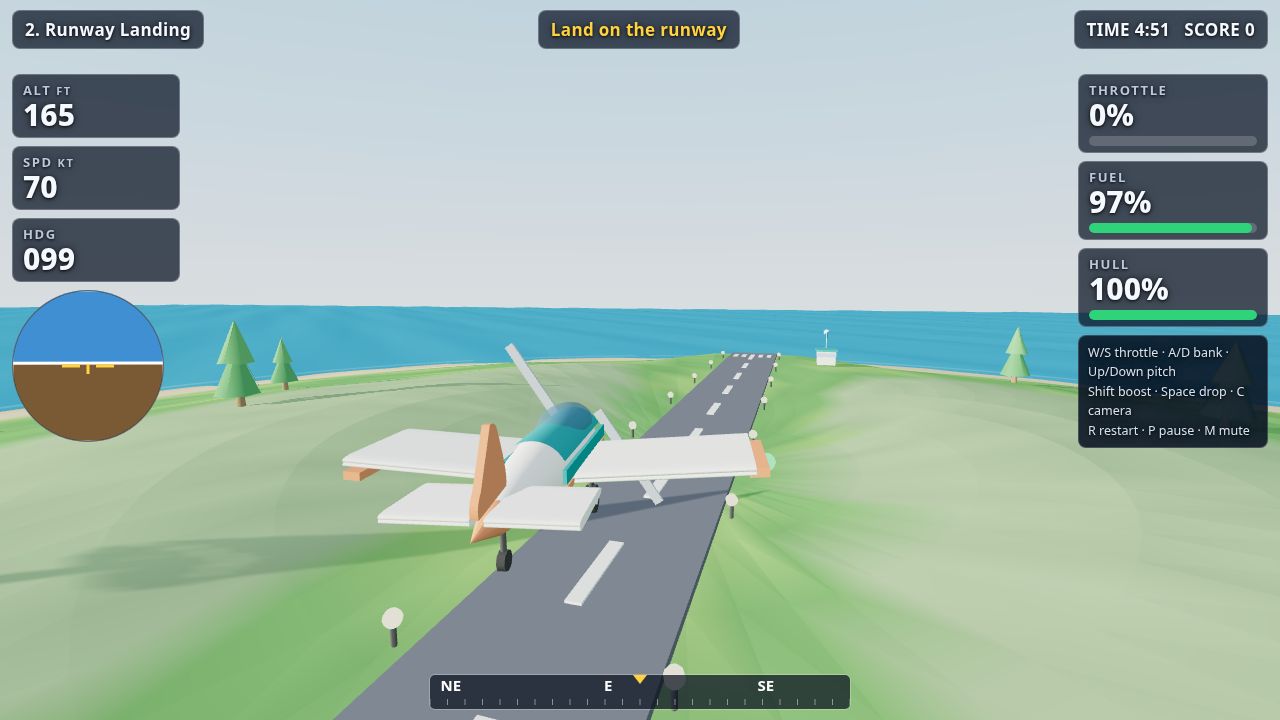 2. Runway Landing
Land on the runway
TIME 4:51 SCORE 0
ALT FT
165
SPD KT
70
HDG
099
THROTTLE
0%
FUEL
97%
HULL
100%
W/S throttle · A/D bank ·
Up/Down pitch
Shift boost · Space drop · C
camera
R restart · P pause · M mute
NE E SE